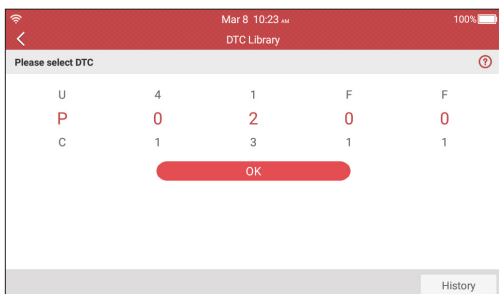 Mar 8 10:23 AM 100%
DTC Library
Please select DTC ?
U 4 1 F F
P 0 2 0 0
C 1 3 1 1
OK
History